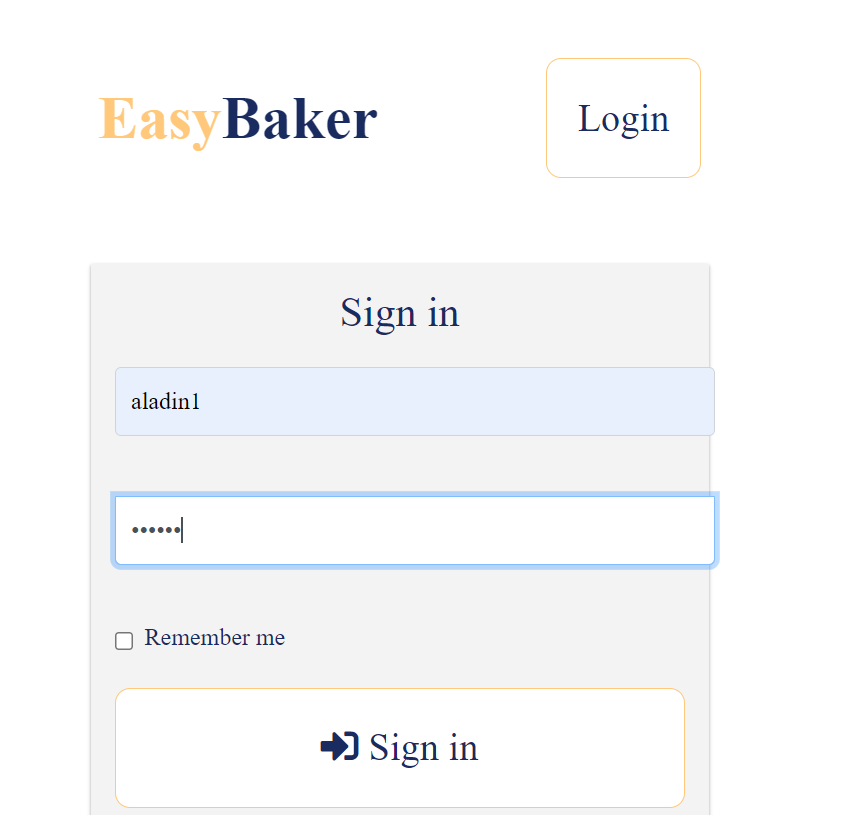 EasyBaker
Login
Sign in
aladin1
••••••
Remember me
Sign in